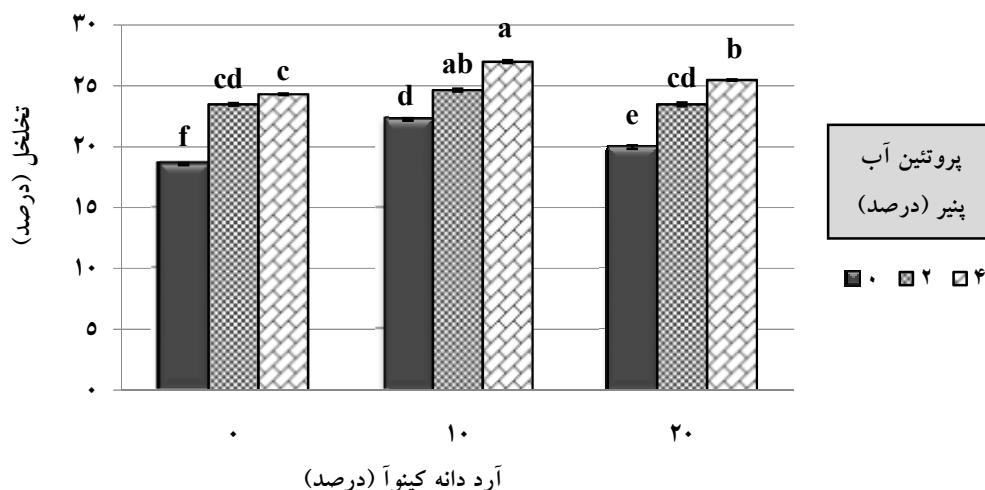 ۳۰
۲۵
۲۰
۱۵
۱۰
۵
۰
تخلخل (درصد)
f cd c
d ab a
e cd b
۰ ۱۰ ۲۰
آرد دانه کینوآ (درصد)
پروتئین آب
پنیر (درصد)
۰ ۲ ۴